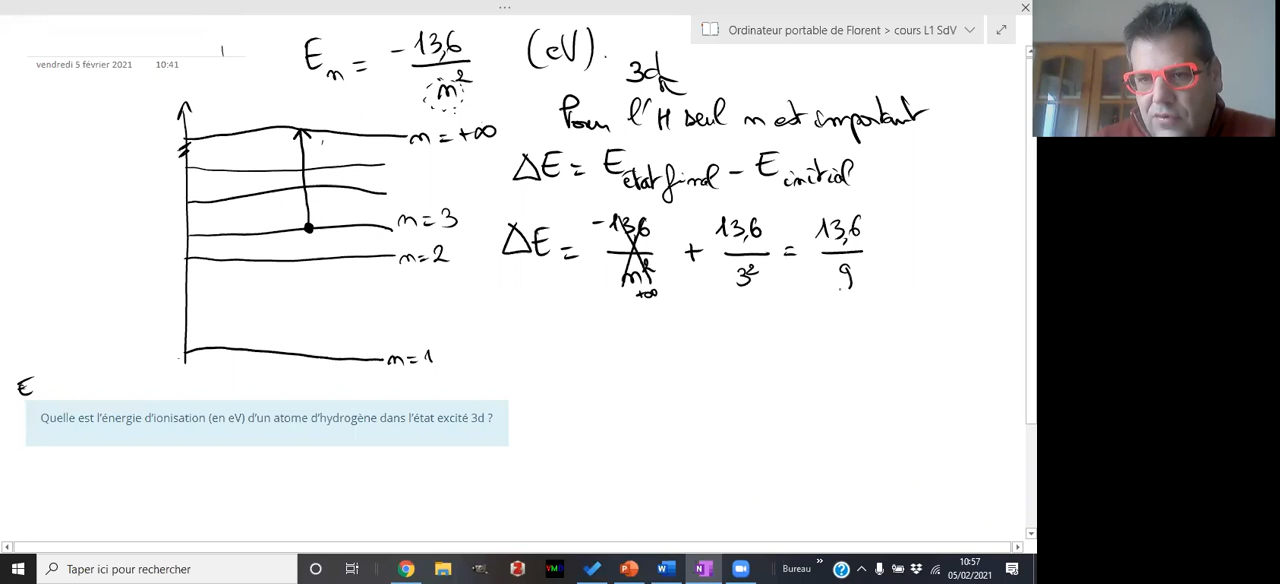 Ordinateur portable de Florent > cours L1 SdV
vendredi 5 février 2021 10:41
Eₙ = -13,6 / n² (eV).
3d
Pour l'H seul n est important
n = +∞
ΔE = E état final - E initial
n = 3
ΔE = -13,6 / n² +∞ + 13,6 / 3² = 13,6 / 9
n = 2
n = 1
E
Quelle est l'énergie d'ionisation (en eV) d'un atome d'hydrogène dans l'état excité 3d ?
Taper ici pour rechercher
Bureau »
10:57
05/02/2021